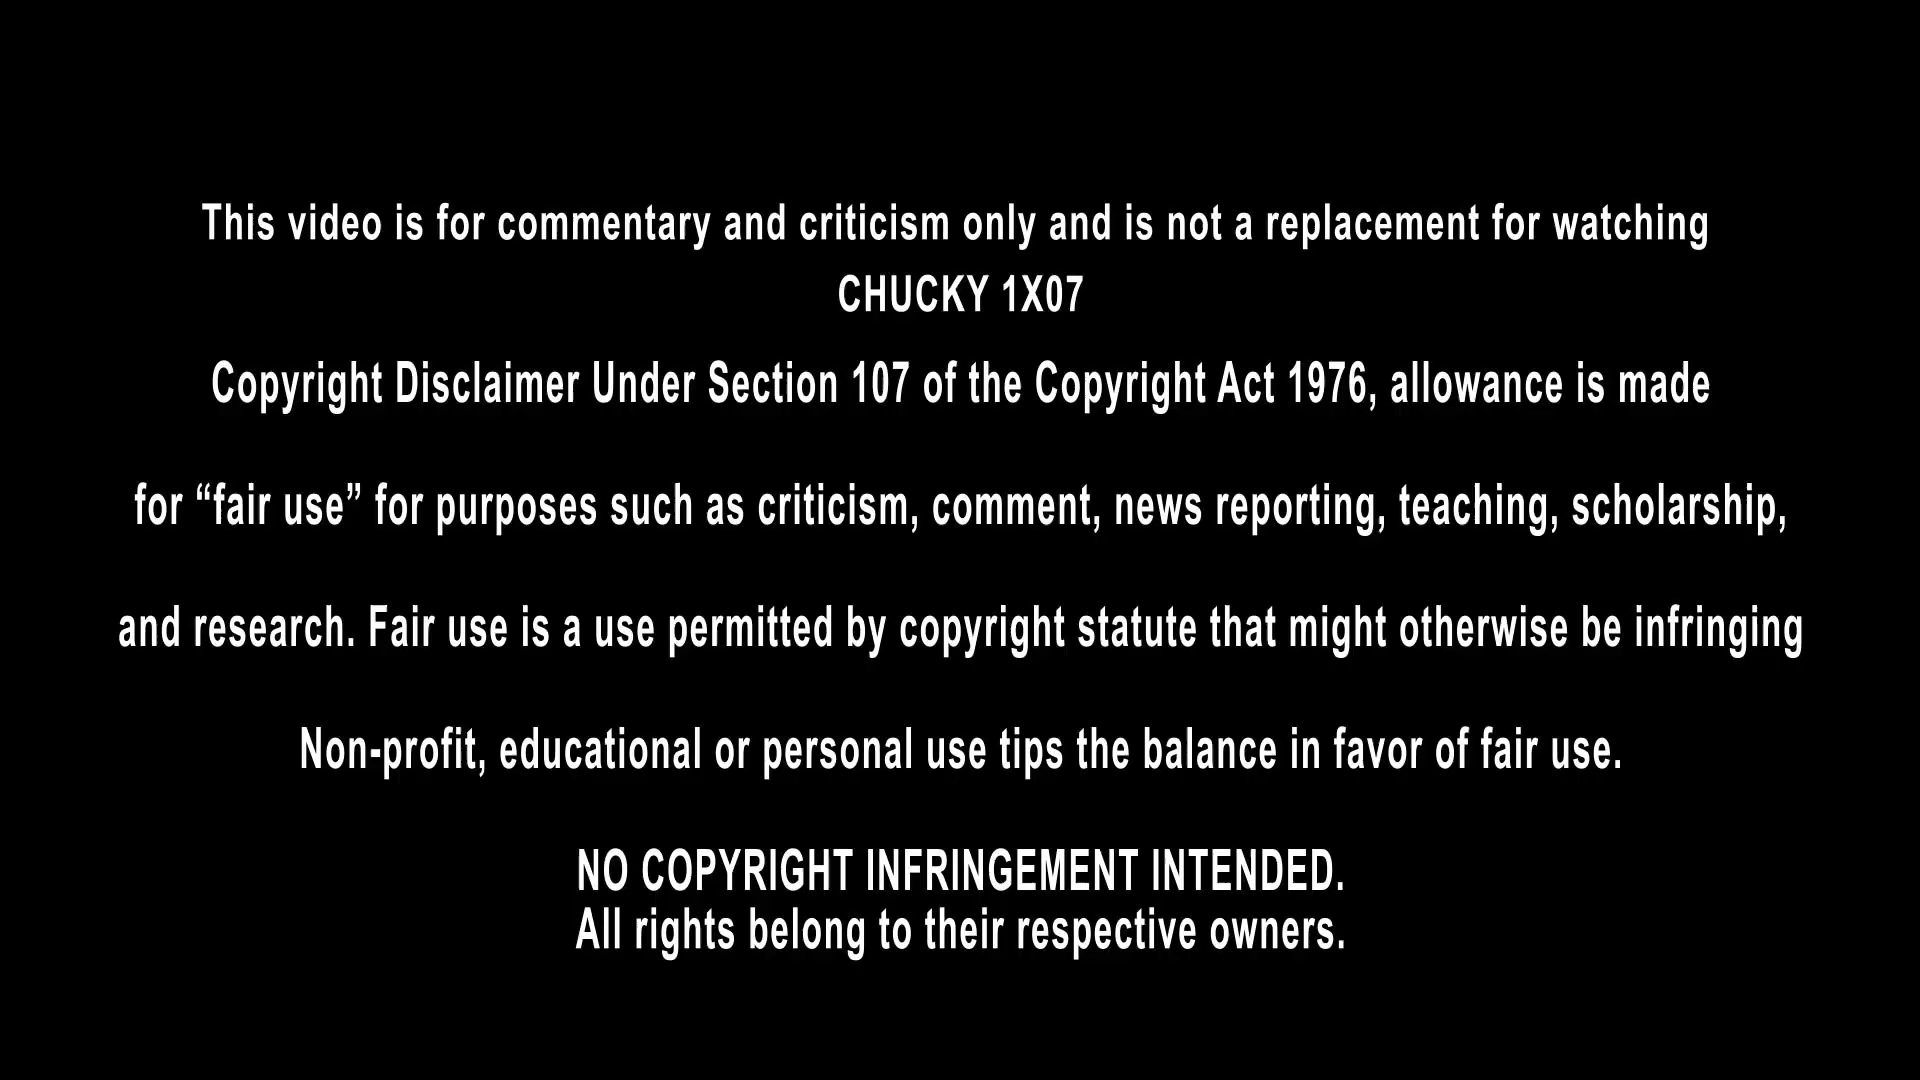 This video is for commentary and criticism only and is not a replacement for watching
CHUCKY 1X07
Copyright Disclaimer Under Section 107 of the Copyright Act 1976, allowance is made
for “fair use” for purposes such as criticism, comment, news reporting, teaching, scholarship,
and research. Fair use is a use permitted by copyright statute that might otherwise be infringing
Non-profit, educational or personal use tips the balance in favor of fair use.
NO COPYRIGHT INFRINGEMENT INTENDED.
All rights belong to their respective owners.